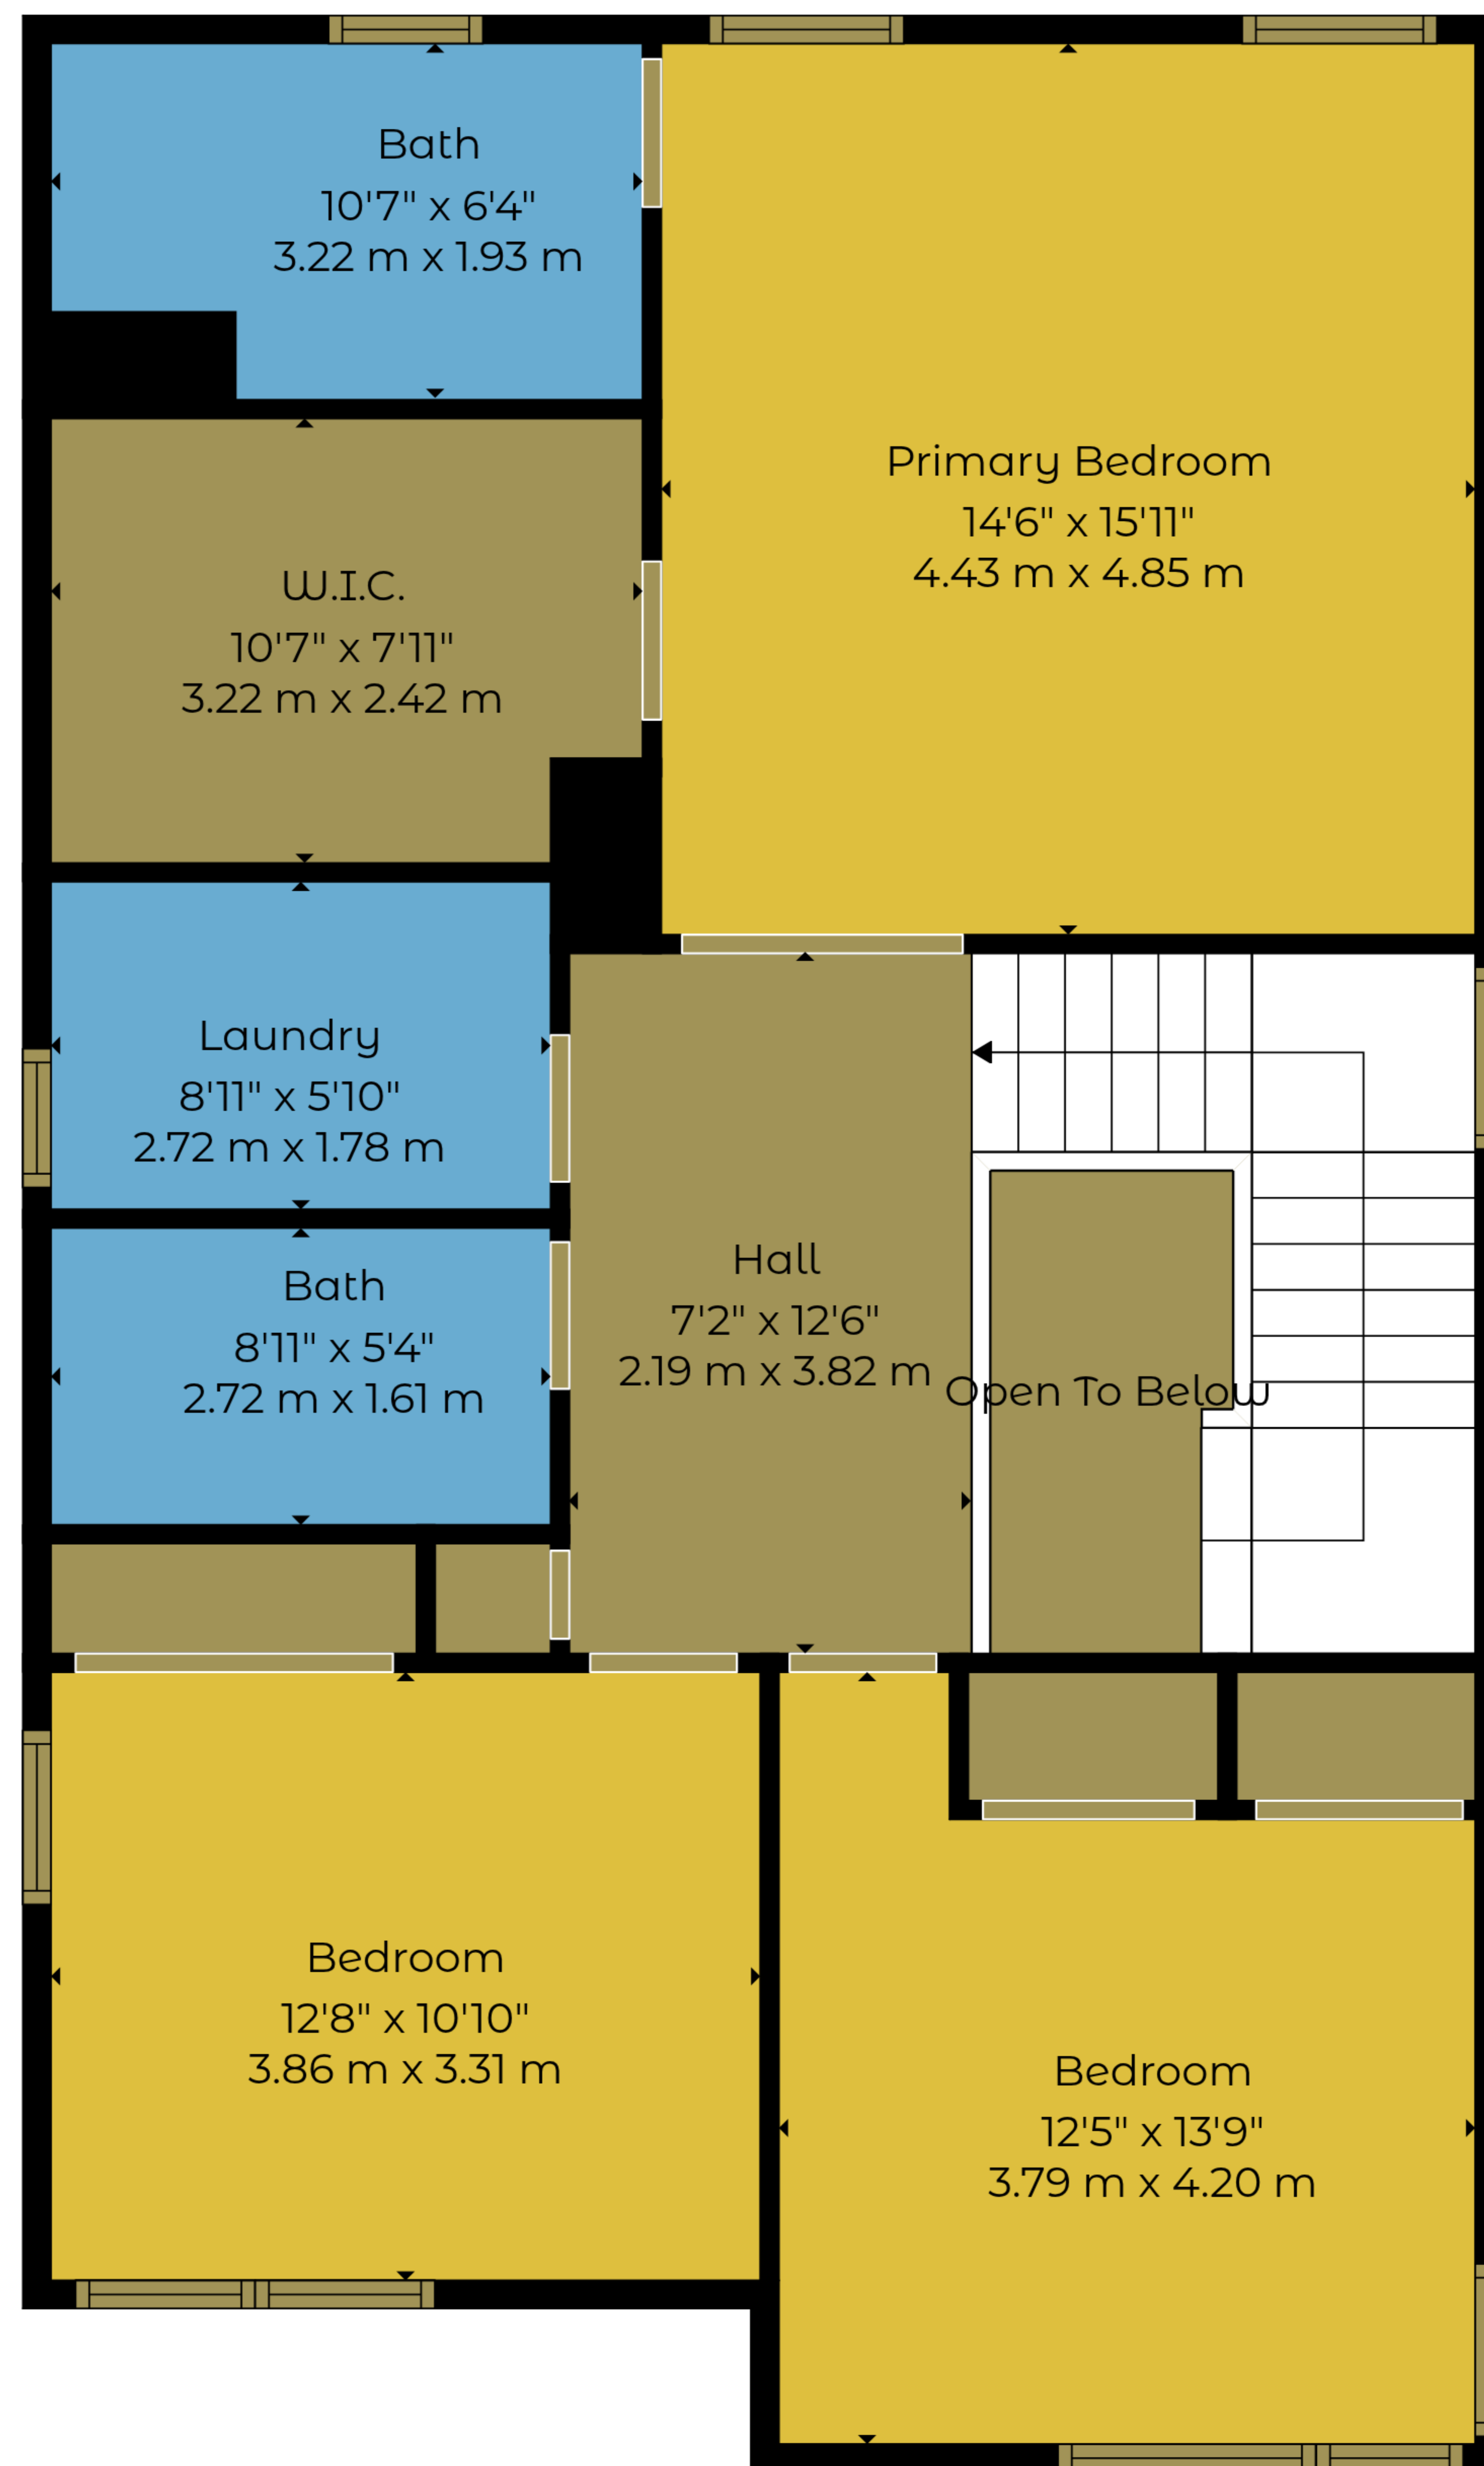 Bath
10'7" x 6'4"
3.22 m x 1.93 m
Primary Bedroom
14'6" x 15'11"
4.43 m x 4.85 m
W.I.C.
10'7" x 7'11"
3.22 m x 2.42 m
Laundry
8'11" x 5'10"
2.72 m x 1.78 m
Bath
8'11" x 5'4"
2.72 m x 1.61 m
Hall
7'2" x 12'6"
2.19 m x 3.82 m
Open To Below
Bedroom
12'8" x 10'10"
3.86 m x 3.31 m
Bedroom
12'5" x 13'9"
3.79 m x 4.20 m